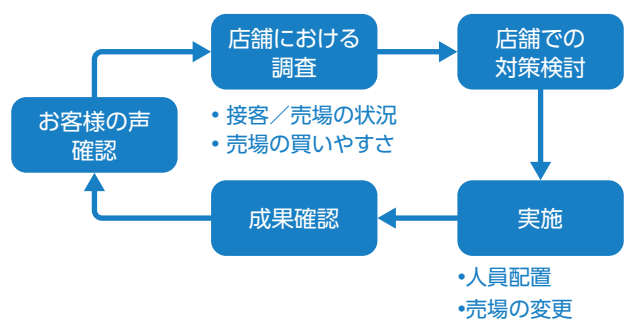 店舗における
調査
店舗での
対策検討
お客様の声
確認
• 接客／売場の状況
• 売場の買いやすさ
成果確認
実施
•人員配置
•売場の変更